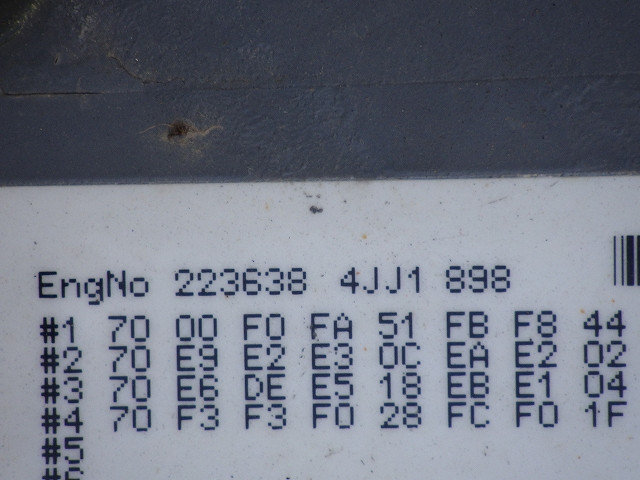 EngNo 223638 4JJ1 898
#1 70 00 F0 FA 51 FB F8 44
#2 70 E9 E2 E3 0C EA E2 02
#3 70 E6 DE E5 18 EB E1 04
#4 70 F3 F3 F0 28 FC F0 1F
#5
#6